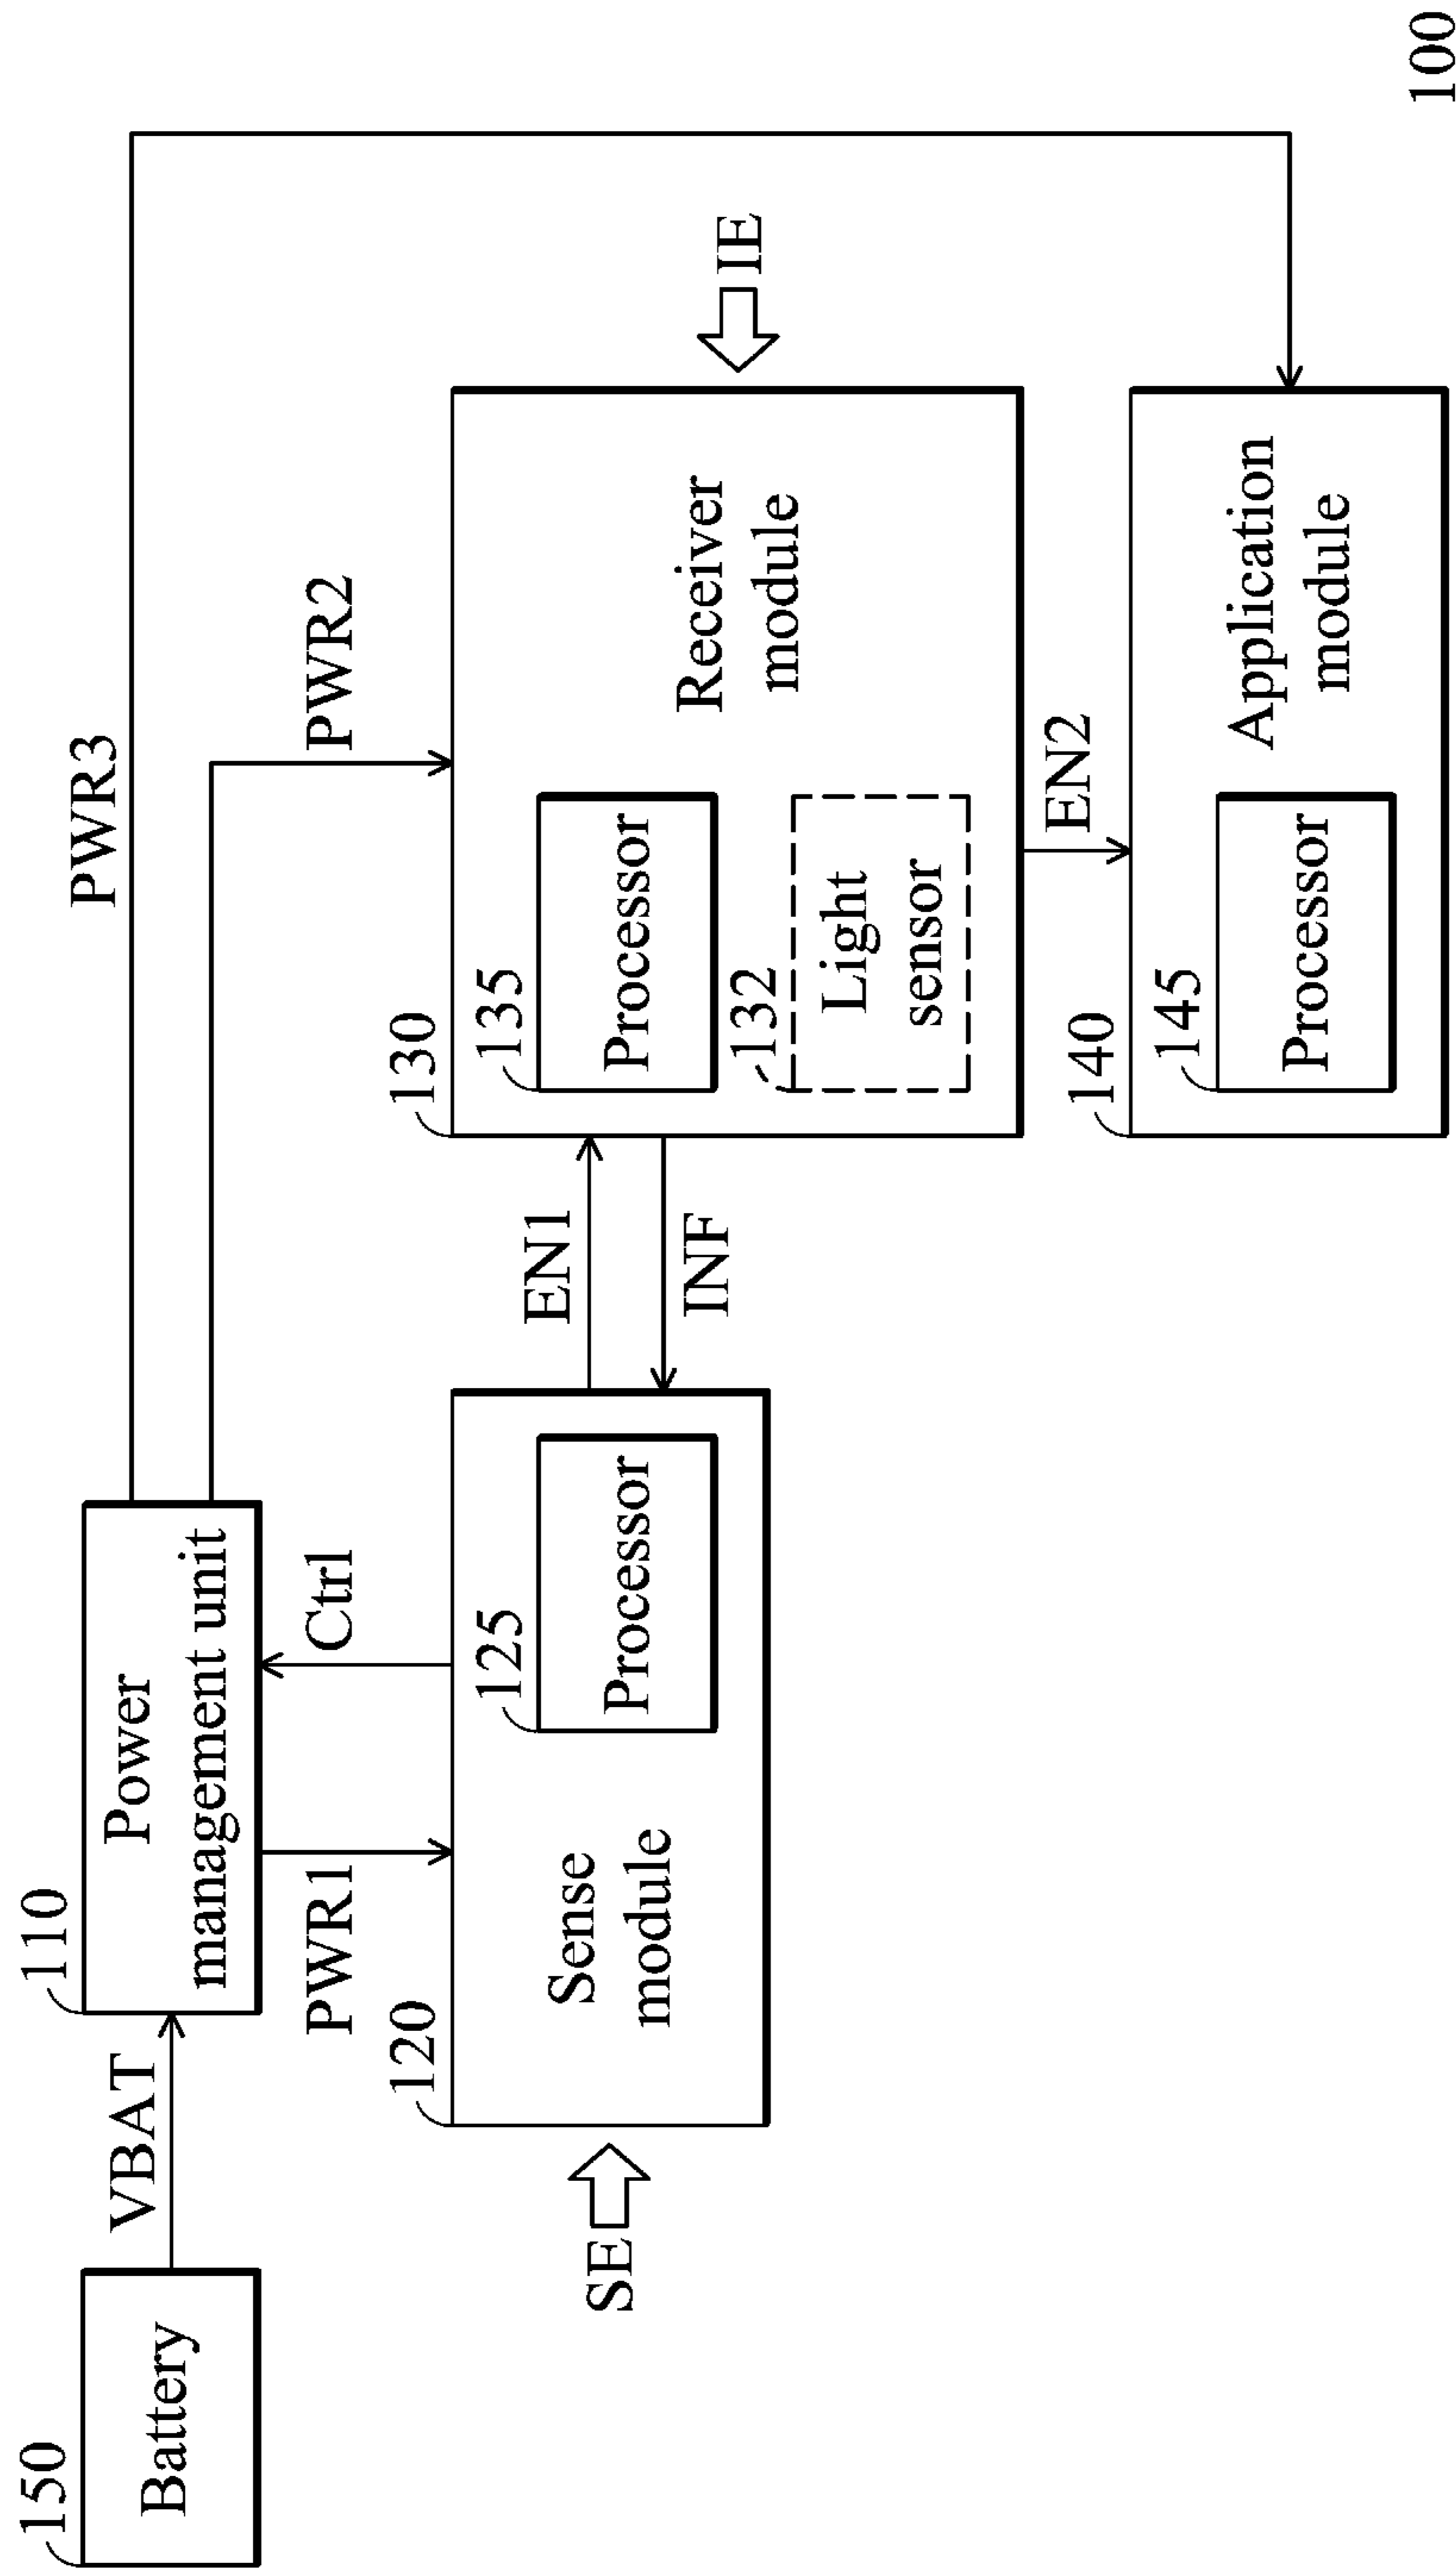 PWR3
150
Battery
VBAT
110
Power
management unit
PWR1
Ctrl
PWR2
120
Sense
module
125
Processor
SE
EN1
INF
130
135
Processor
132
Light
sensor
Receiver
module
IE
EN2
140
145
Processor
Application
module
100